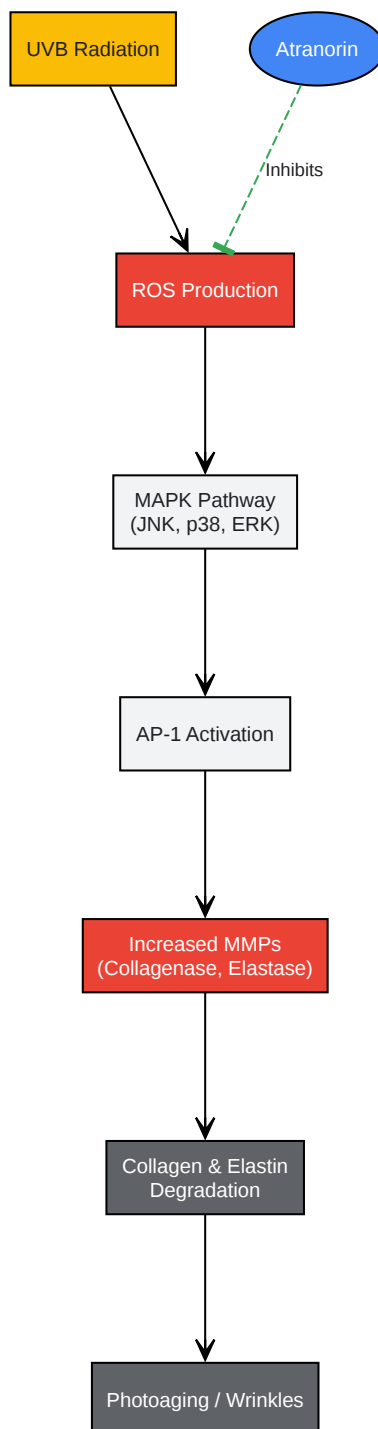 UVB Radiation
Atranorin
Inhibits
ROS Production
MAPK Pathway
(JNK, p38, ERK)
AP-1 Activation
Increased MMPs
(Collagenase, Elastase)
Collagen & Elastin
Degradation
Photoaging / Wrinkles